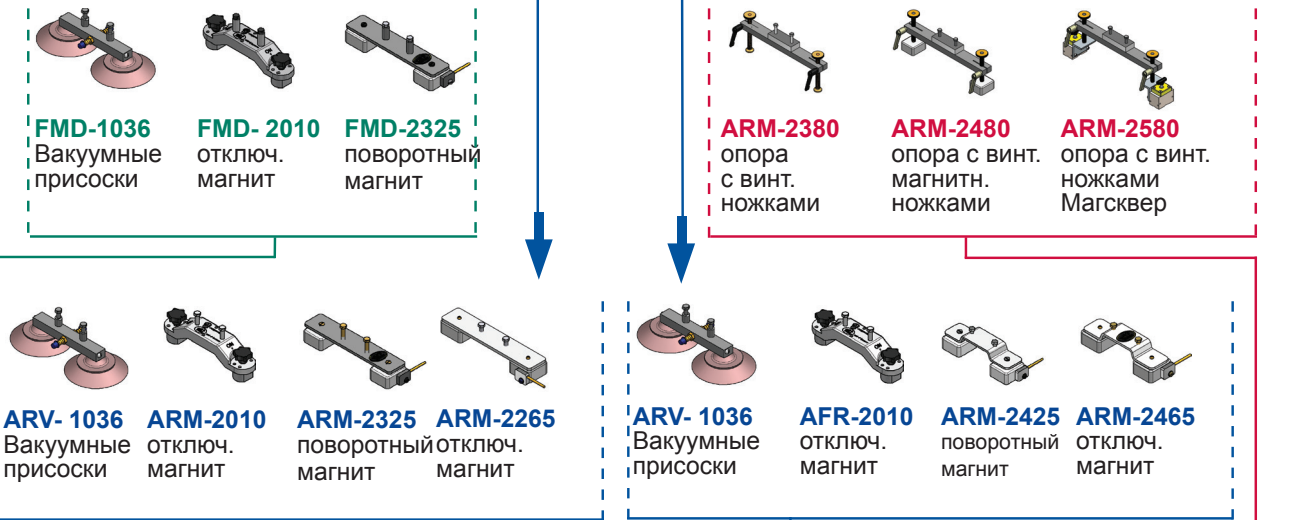 FMD-1036
Вакуумные
присоски
FMD- 2010
отключ.
магнит
FMD-2325
поворотный
магнит
ARM-2380
опора
с винт.
ножками
ARM-2480
опора с винт.
магнитн.
ножками
ARM-2580
опора с винт.
ножками
Магсквер
ARV- 1036
Вакуумные
присоски
ARM-2010
отключ.
магнит
ARM-2325
поворотный
магнит
ARM-2265
отключ.
магнит
ARV- 1036
Вакуумные
присоски
AFR-2010
отключ.
магнит
ARM-2425
поворотный
магнит
ARM-2465
отключ.
магнит